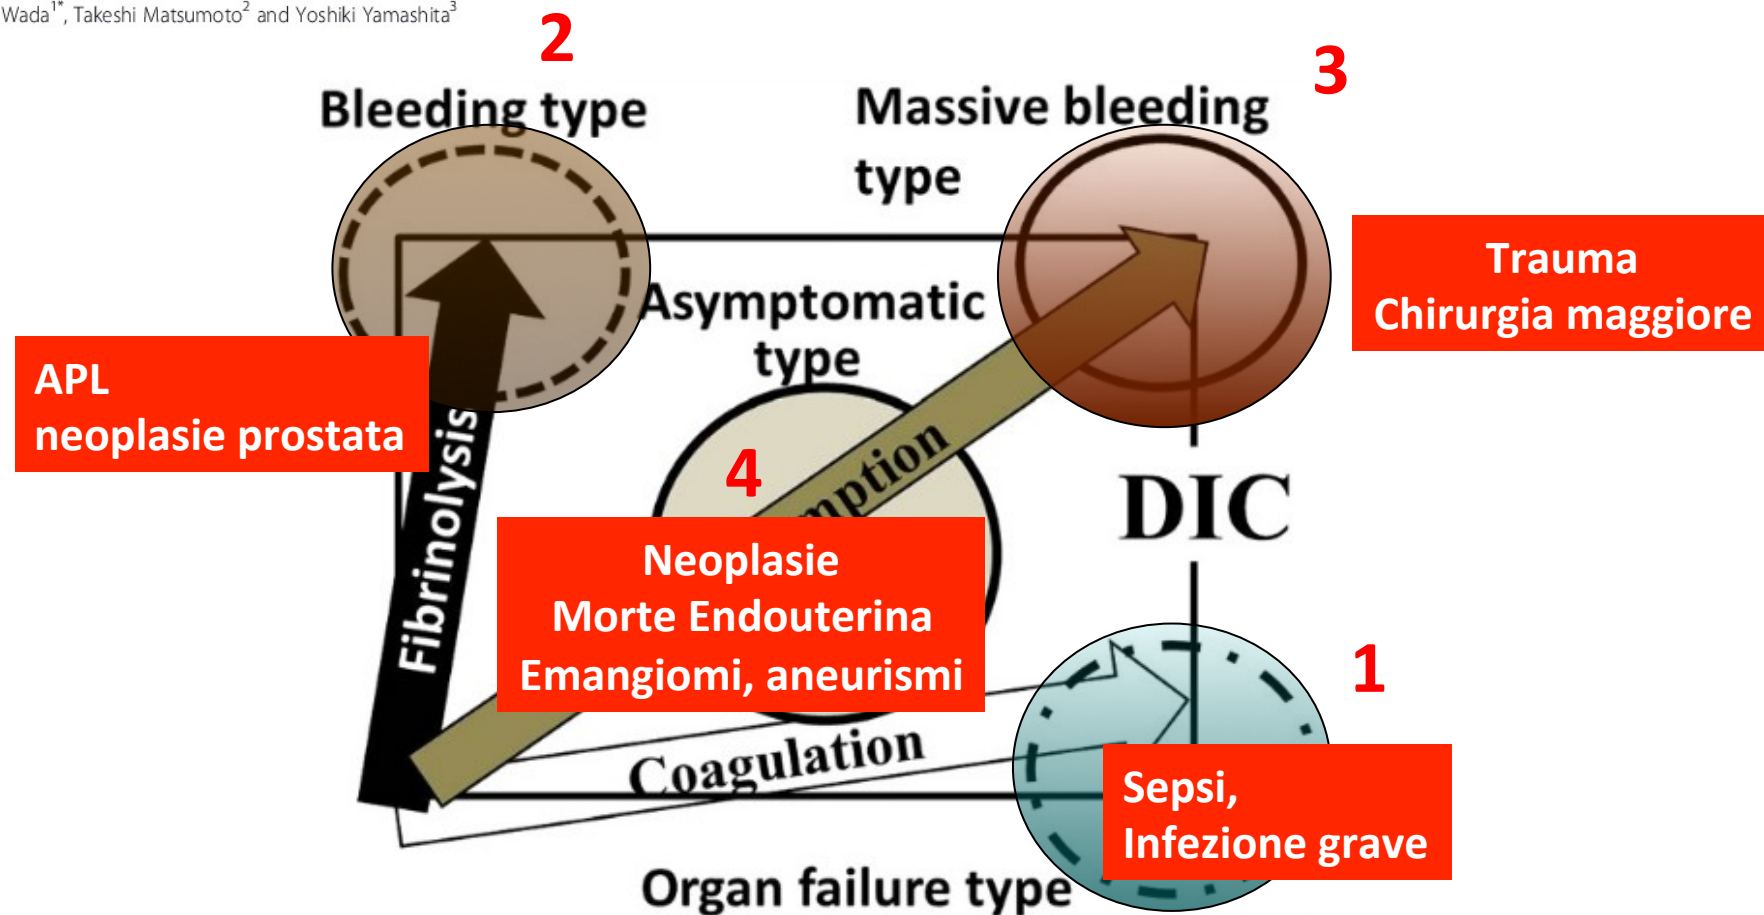 Wada1*, Takeshi Matsumoto2 and Yoshiki Yamashita3
2
3
Bleeding type
Massive bleeding
type
Trauma
Chirurgia maggiore
Asymptomatic
type
APL
neoplasie prostata
4
mption
Fibrinolysis
DIC
Neoplasie
Morte Endouterina
Emangiomi, aneurismi
1
Coagulation
Sepsi,
Infezione grave
Organ failure type